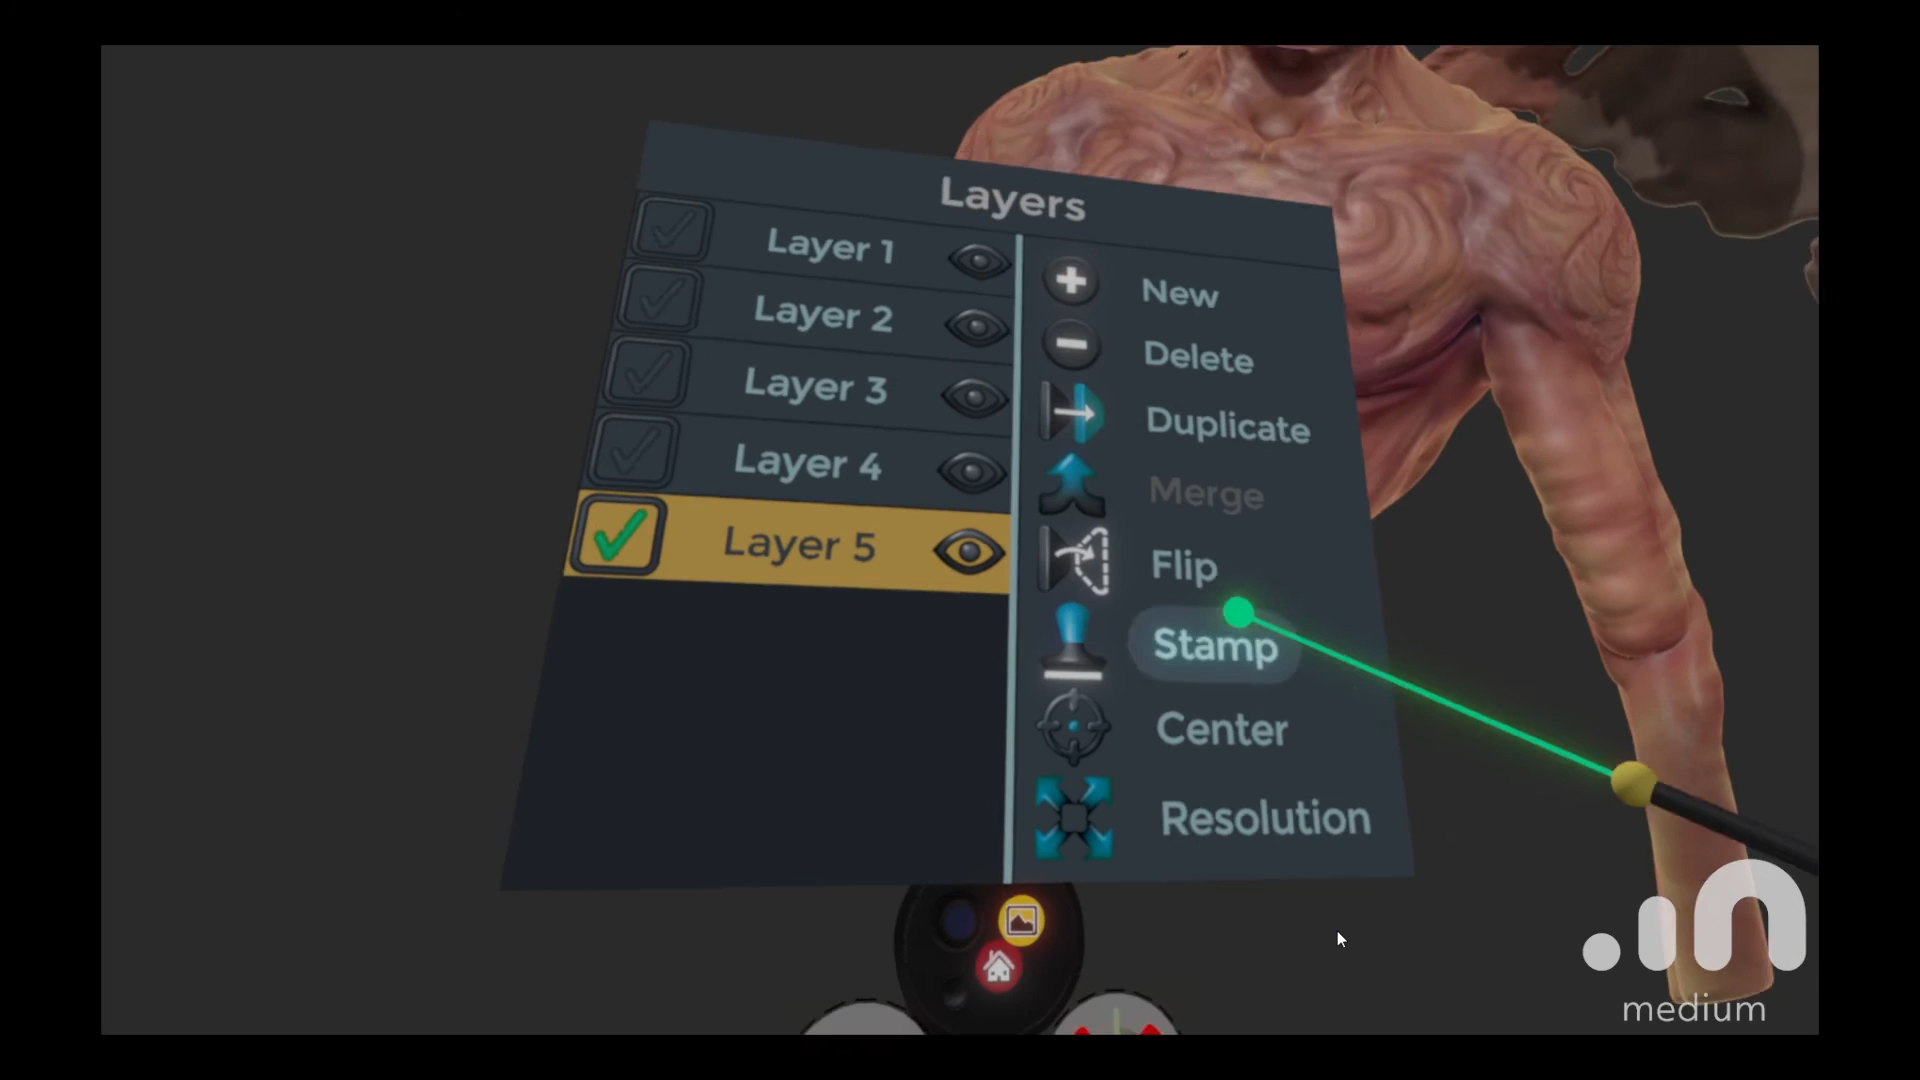 Layers
Layer 1
Layer 2
Layer 3
Layer 4
Layer 5
New
Delete
Duplicate
Merge
Flip
Stamp
Center
Resolution
medium